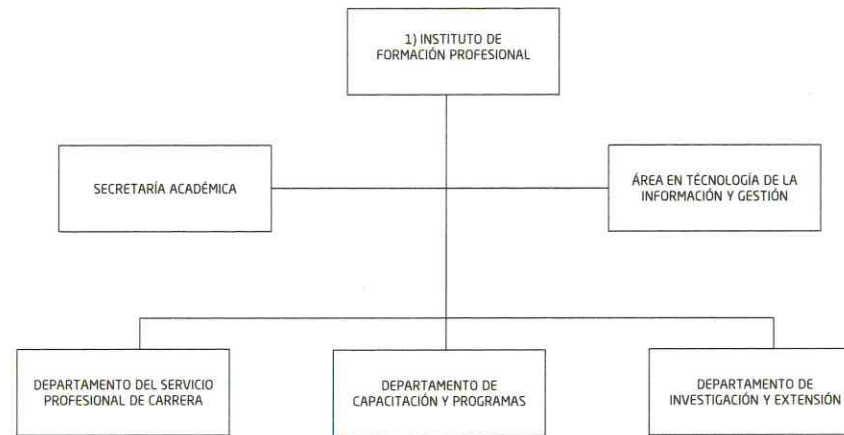 1) INSTITUTO DE
FORMACIÓN PROFESIONAL
SECRETARÍA ACADÉMICA
ÁREA EN TÉCNOLOGÍA DE LA
INFORMACIÓN Y GESTIÓN
DEPARTAMENTO DEL SERVICIO
PROFESIONAL DE CARRERA
DEPARTAMENTO DE
CAPACITACIÓN Y PROGRAMAS
DEPARTAMENTO DE
INVESTIGACIÓN Y EXTENSIÓN